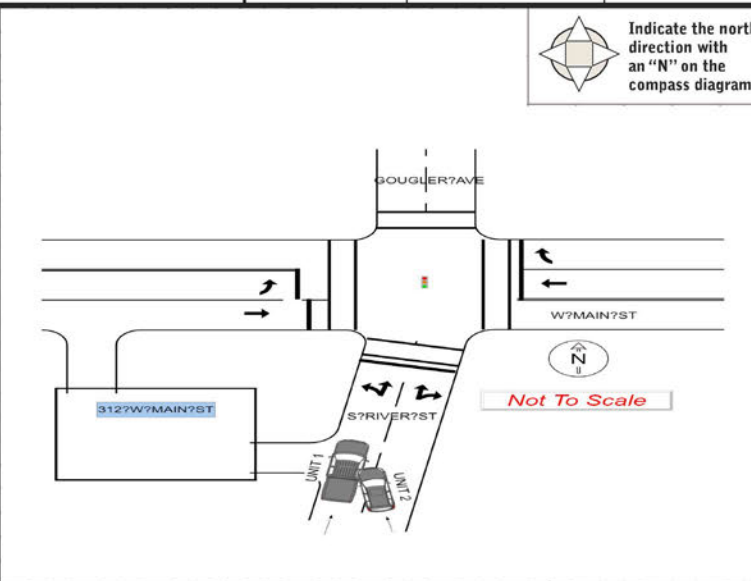 Indicate the north
direction with
an “N” on the
compass diagram
GOUGLER?AVE
W?MAIN?ST
N
Not To Scale
312?W?MAIN?ST
S?RIVER?ST
UNIT 1
UNIT 2